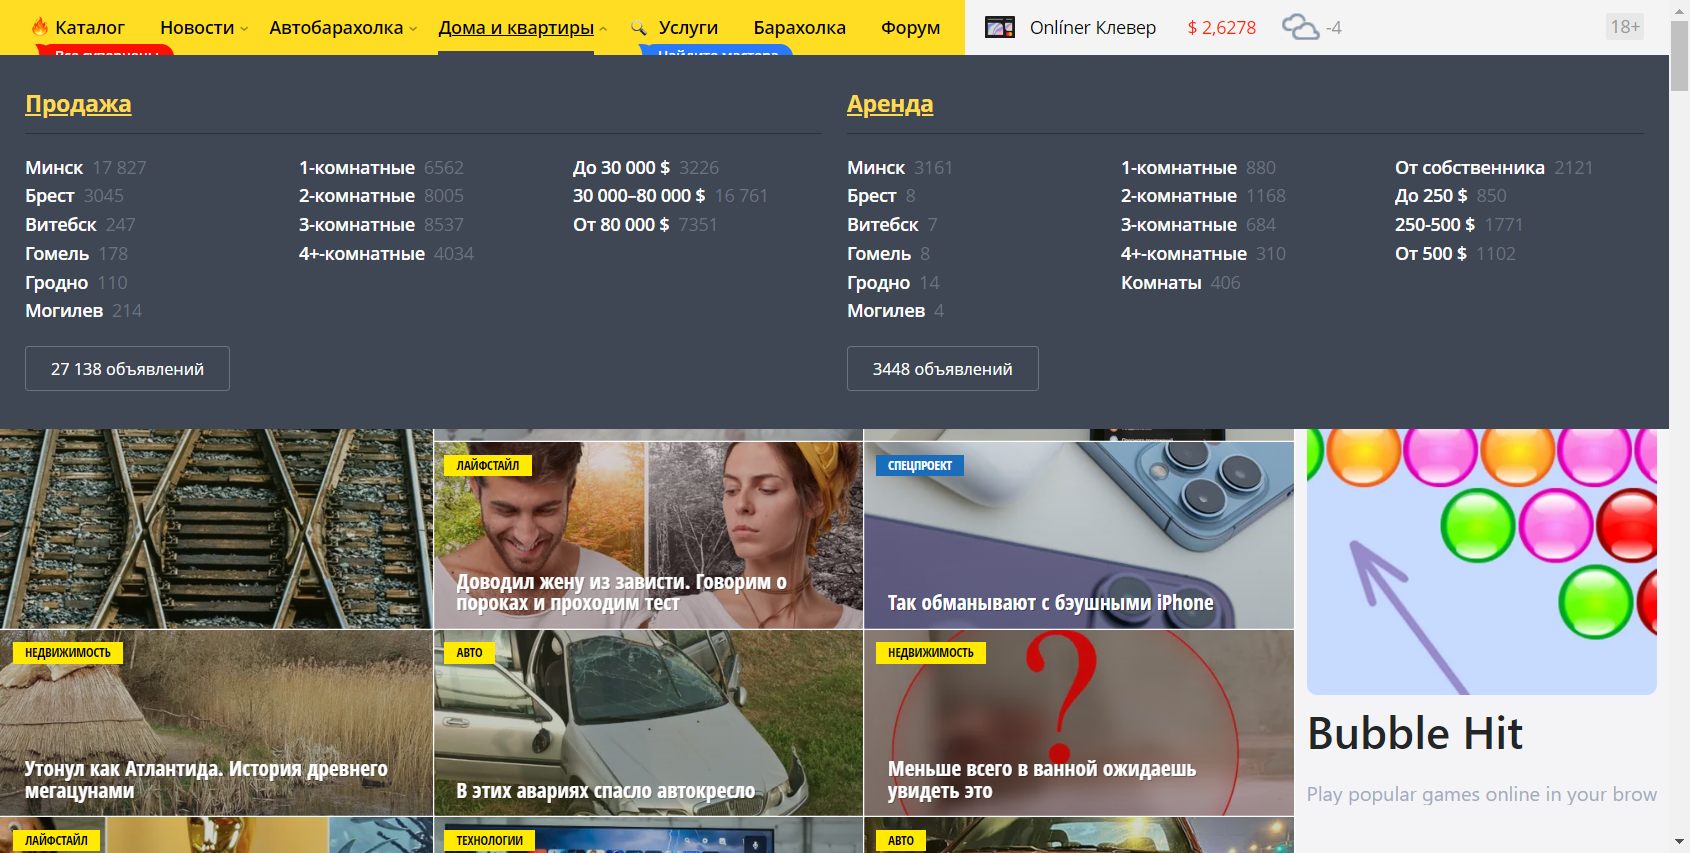 Каталог
Новости
Автобарахолка
Дома и квартиры
Услуги
Барахолка
Форум
Onlíner Клевер
$ 2,6278
-4
18+
Продажа
Минск 17 827
Брест 3045
Витебск 247
Гомель 178
Гродно 110
Могилев 214
1-комнатные 6562
2-комнатные 8005
3-комнатные 8537
4+-комнатные 4034
До 30 000 $ 3226
30 000–80 000 $ 16 761
От 80 000 $ 7351
27 138 объявлений
Аренда
Минск 3161
Брест 8
Витебск 7
Гомель 8
Гродно 14
Могилев 4
1-комнатные 880
2-комнатные 1168
3-комнатные 684
4+-комнатные 310
Комнаты 406
От собственника 2121
До 250 $ 850
250-500 $ 1771
От 500 $ 1102
3448 объявлений
ЛАЙФСТАЙЛ
Доводил жену из зависти. Говорим о
пороках и проходим тест
СПЕЦПРОЕКТ
Так обманывают с бэушными iPhone
НЕДВИЖИМОСТЬ
Утонул как Атлантида. История древнего
мегацунами
АВТО
В этих авариях спасло автокресло
НЕДВИЖИМОСТЬ
?
Меньше всего в ванной ожидаешь
увидеть это
Bubble Hit
Play popular games online in your brow
ЛАЙФСТАЙЛ
ТЕХНОЛОГИИ
АВТО